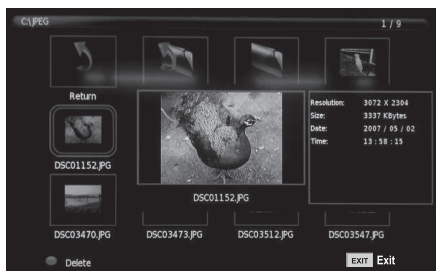 C:\JPEG
1 / 9
Return
Resolution: 3072 X 2304
Size: 3337 KBytes
Date: 2007 / 05 / 02
Time: 13 : 58 : 15
DSC01152.JPG
DSC01152.JPG
DSC03470.JPG DSC03473.JPG DSC03512.JPG DSC03547.JPG
Delete
EXIT Exit